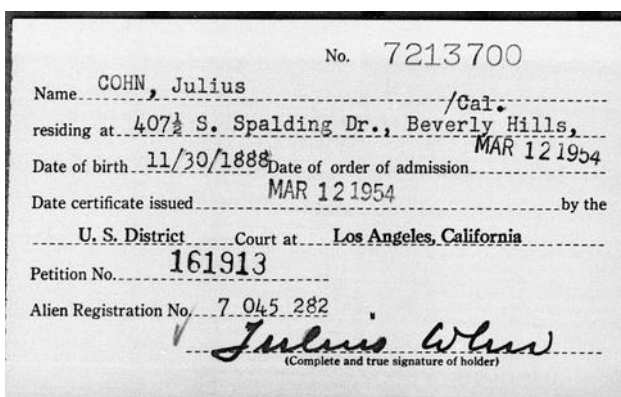 No. 7213700
Name COHN, Julius
/Cal.
residing at 407½ S. Spalding Dr., Beverly Hills,
Date of birth 11/30/1888 Date of order of admission MAR 12 1954
Date certificate issued MAR 12 1954 by the
U. S. District Court at Los Angeles, California
Petition No. 161913
Alien Registration No. 7 045 282
Julius Cohn
(Complete and true signature of holder)